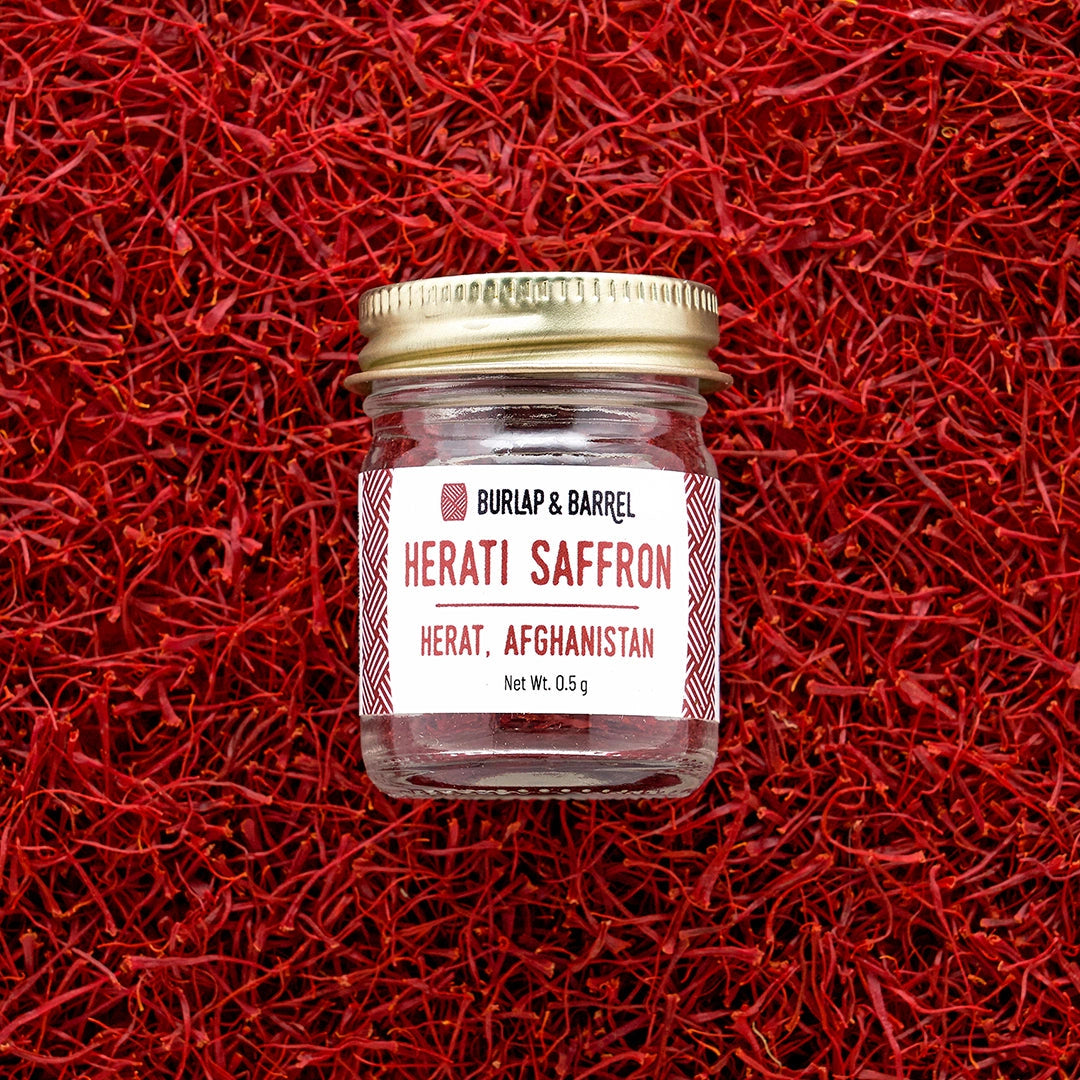 BURLAP & BARREL
HERATI SAFFRON
HERAT, AFGHANISTAN
Net Wt. 0.5 g